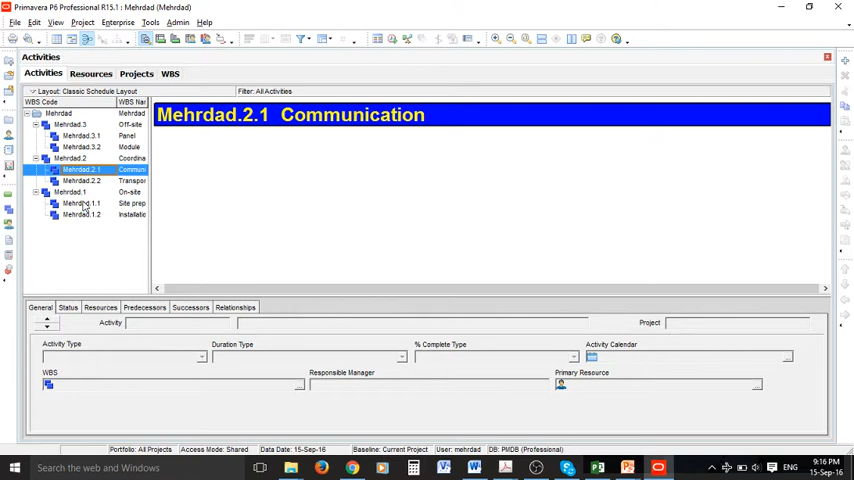 Primavera P6 Professional R15.1 : Mehrdad (Mehrdad)
File Edit View Project Enterprise Tools Admin Help
Activities
Activities Resources Projects WBS
Layout: Classic Schedule Layout Filter: All Activities
WBS Code WBS Nar
Mehrdad Mehrdad
Mehrdad.3 Off-site
Mehrdad.3.1 Panel
Mehrdad.3.2 Module
Mehrdad.2 Coordina
Mehrdad.2.1 Communi
Mehrdad.2.2 Transpor
Mehrdad.1 On-site
Mehrdad.1.1 Site prep
Mehrdad.1.2 Installatio
Mehrdad.2.1 Communication
General Status Resources Predecessors Successors Relationships
Activity Project
Activity Type Duration Type % Complete Type Activity Calendar
WBS Responsible Manager Primary Resource
Portfolio: All Projects Access Mode: Shared Data Date: 15-Sep-16 Baseline: Current Project User: mehrdad DB: PMDB (Professional)
Search the web and Windows
ENG
9:16 PM
15-Sep-16